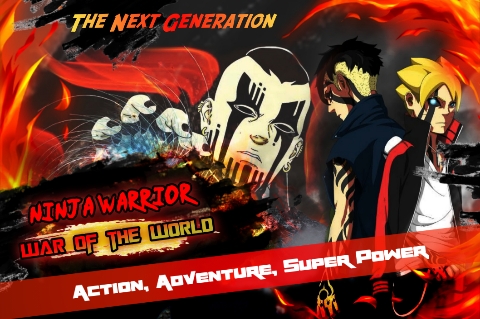 The Next Generation
Ninja Warrior
War of the World
Action, Adventure, Super Power